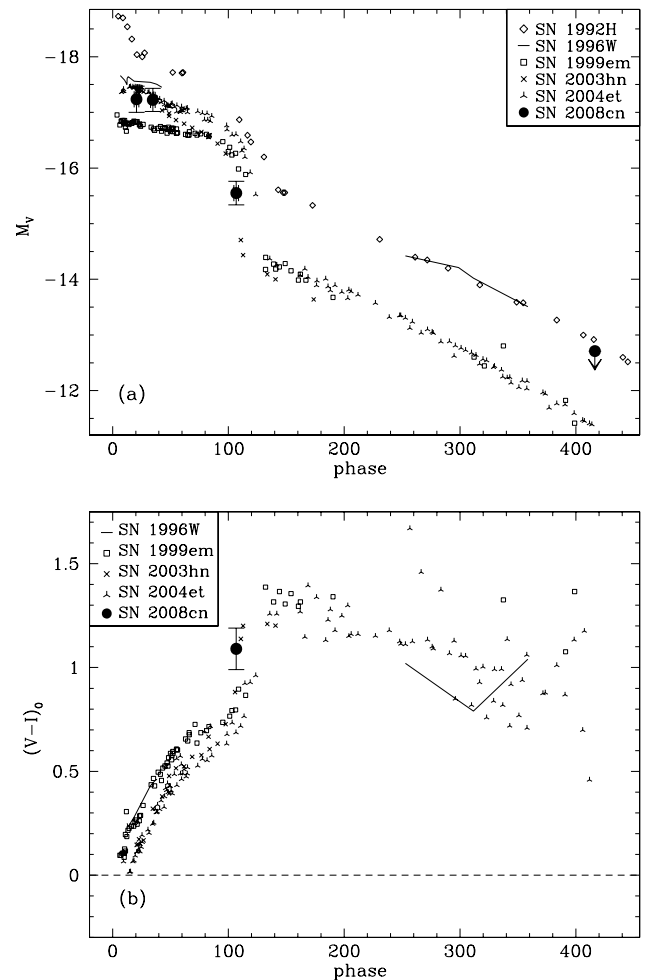 SN 1992H
SN 1996W
SN 1999em
SN 2003hn
SN 2004et
SN 2008cn
-18
-16
-14
-12
M_V
(a)
0 100 200 300 400
phase
SN 1996W
SN 1999em
SN 2003hn
SN 2004et
SN 2008cn
1.5
1
0.5
0
(V-I)_0
(b)
0 100 200 300 400
phase